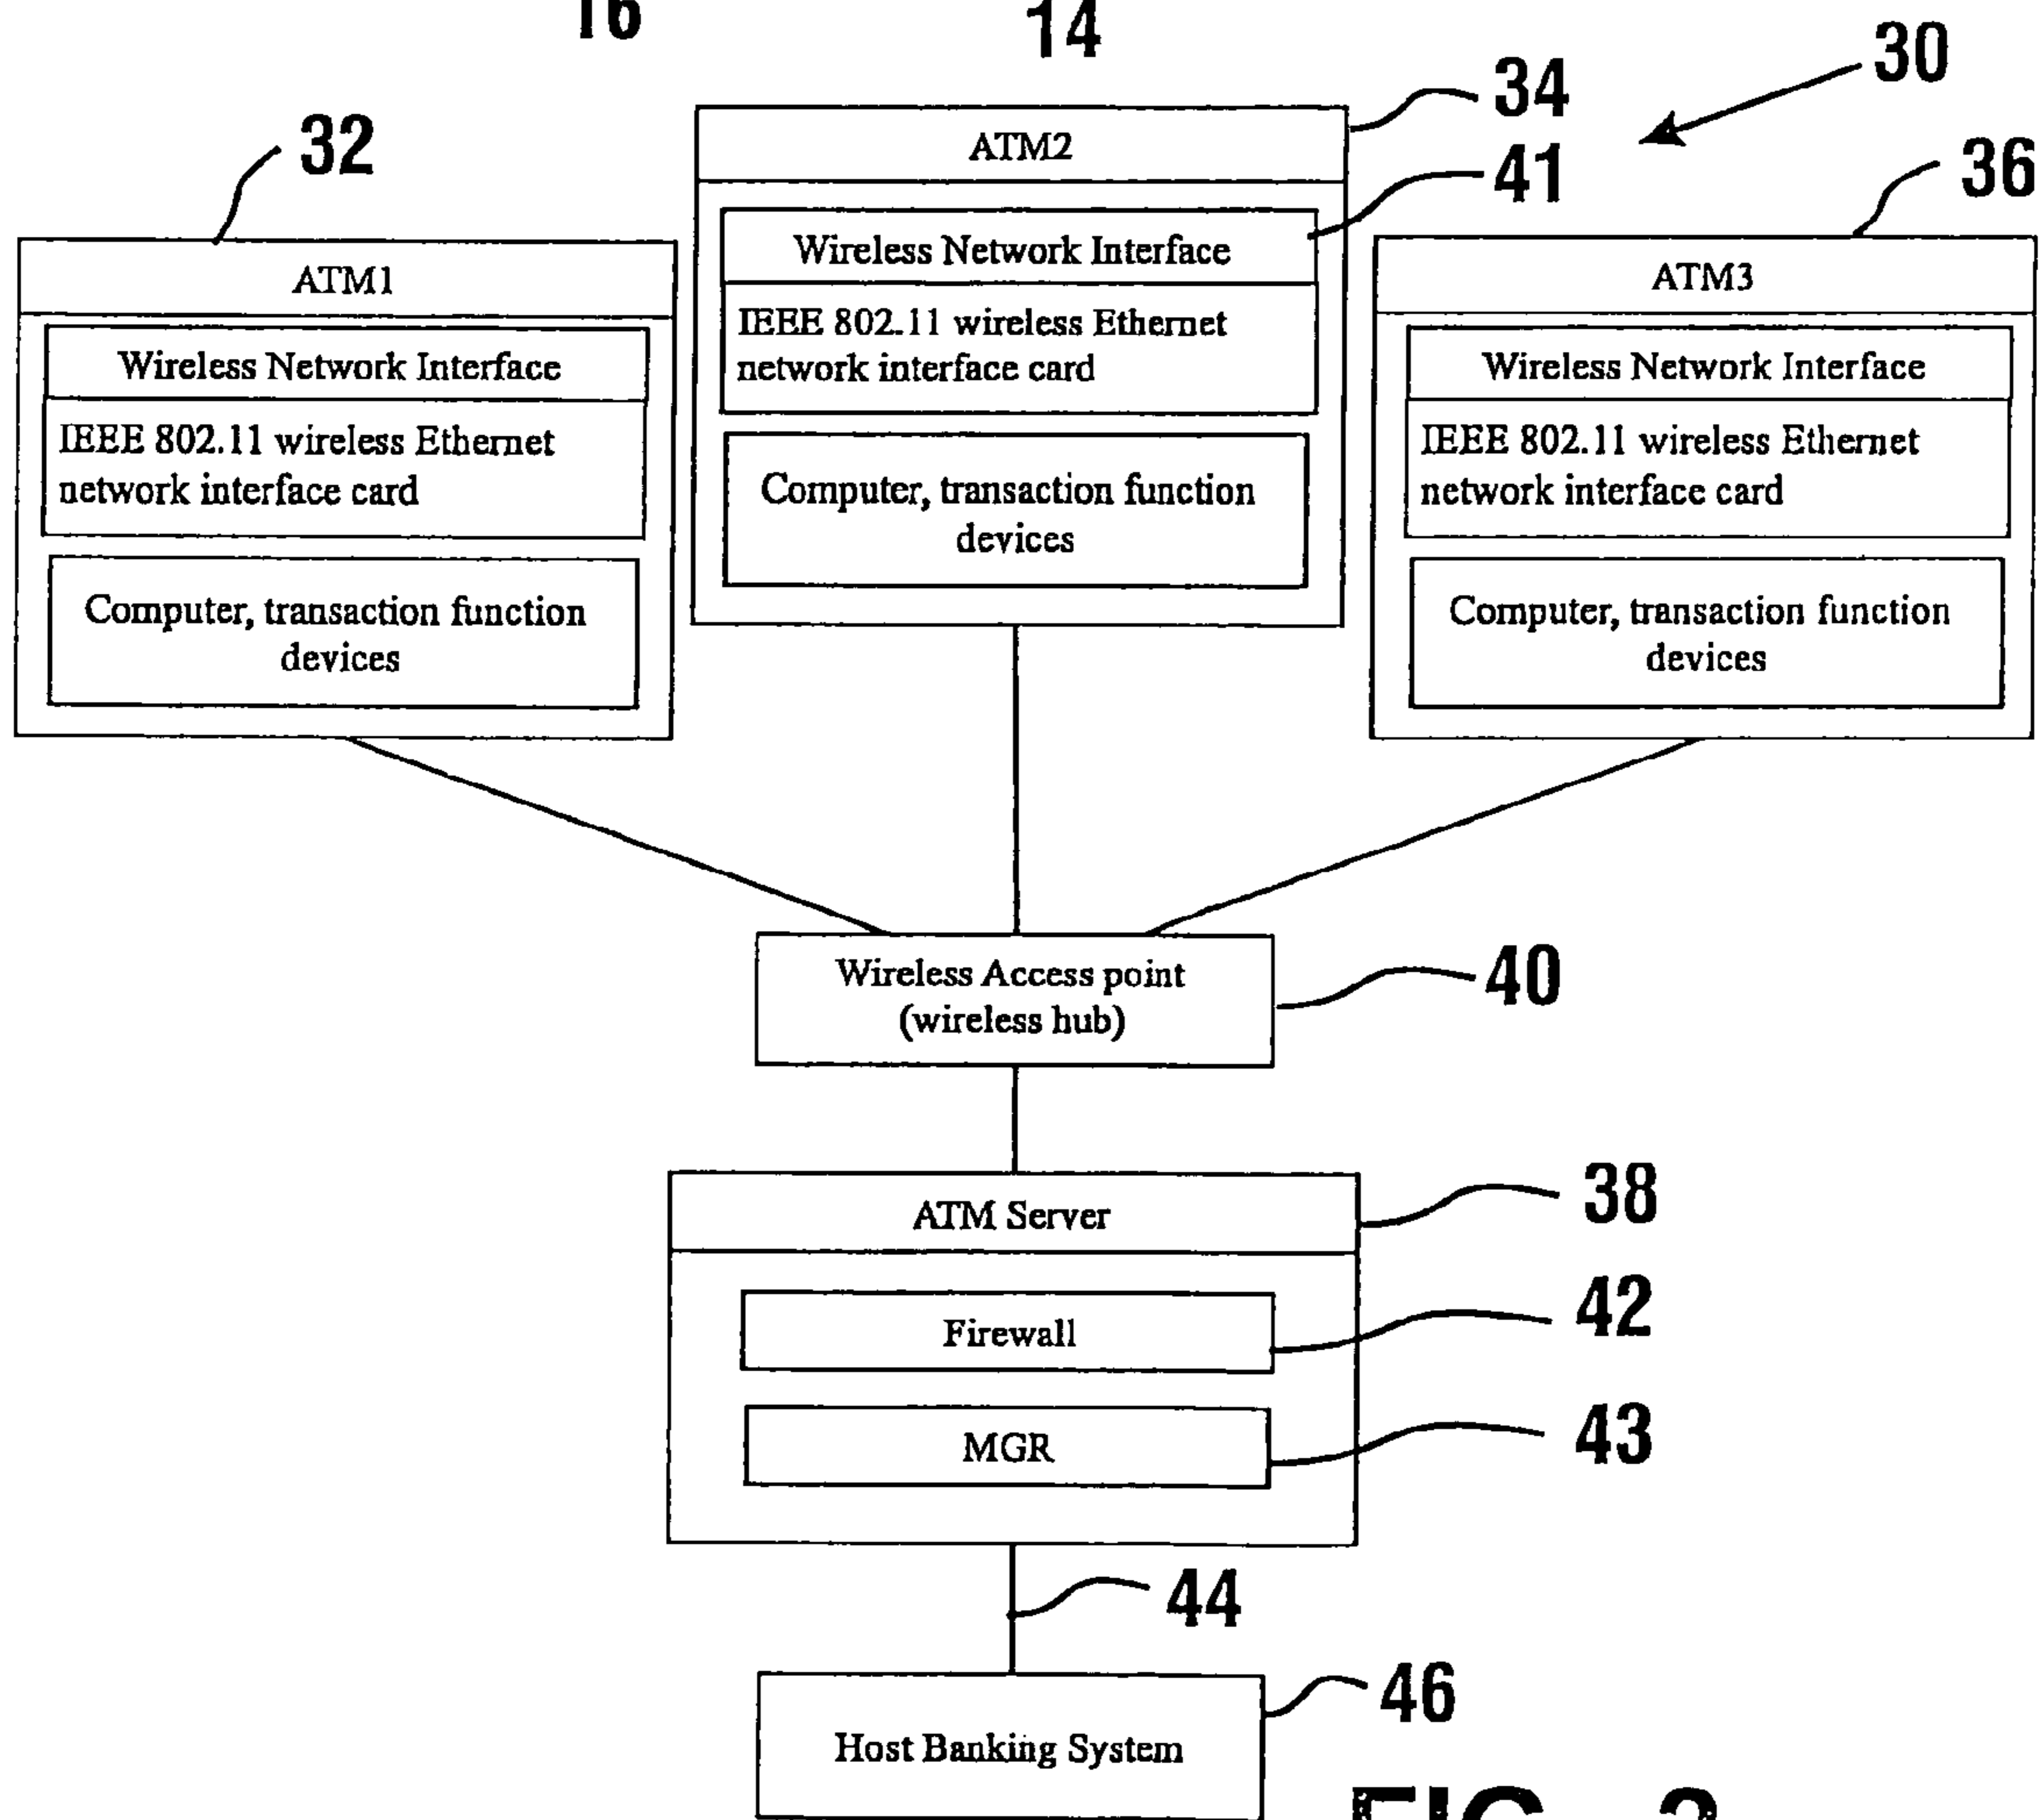 16
14
30
34
32
ATM2
41
36
Wireless Network Interface
ATM1
ATM3
IEEE 802.11 wireless Ethernet
network interface card
Wireless Network Interface
Wireless Network Interface
IEEE 802.11 wireless Ethernet
network interface card
IEEE 802.11 wireless Ethernet
network interface card
Computer, transaction function
devices
Computer, transaction function
devices
Computer, transaction function
devices
Wireless Access point
(wireless hub)
40
ATM Server
38
Firewall
42
MGR
43
44
46
Host Banking System